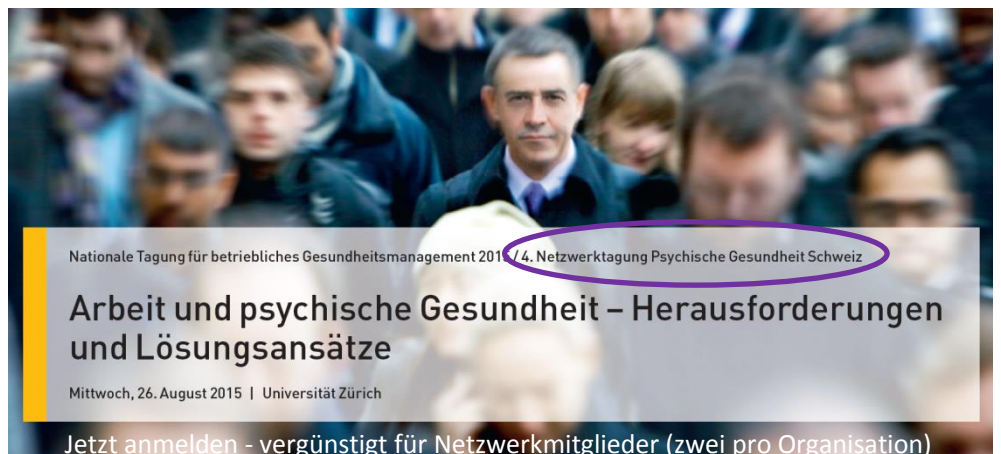 Nationale Tagung für betriebliches Gesundheitsmanagement 2015 / 4. Netzwerktagung Psychische Gesundheit Schweiz
Arbeit und psychische Gesundheit – Herausforderungen
und Lösungsansätze
Mittwoch, 26. August 2015 | Universität Zürich
Jetzt anmelden - vergünstigt für Netzwerkmitglieder (zwei pro Organisation)